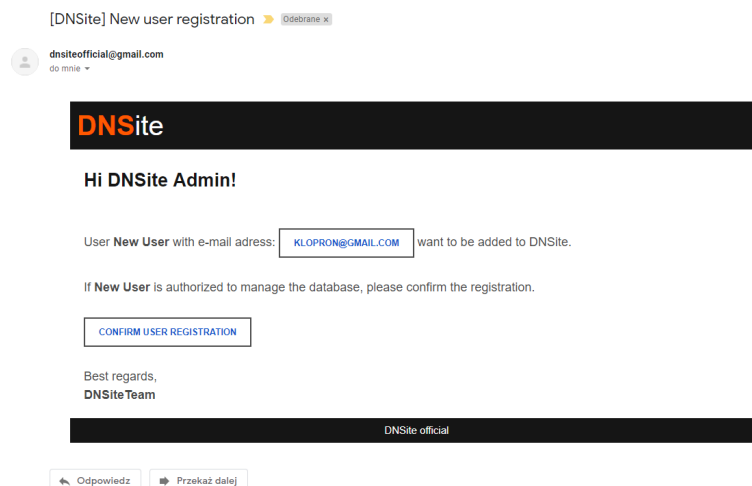 [DNSite] New user registration Odebrane x
dnsiteofficial@gmail.com
do mnie
DNSite
Hi DNSite Admin!
User New User with e-mail adress: KLOPRON@GMAIL.COM want to be added to DNSite.
If New User is authorized to manage the database, please confirm the registration.
CONFIRM USER REGISTRATION
Best regards,
DNSiteTeam
DNSite official
Odpowiedz Przekaż dalej